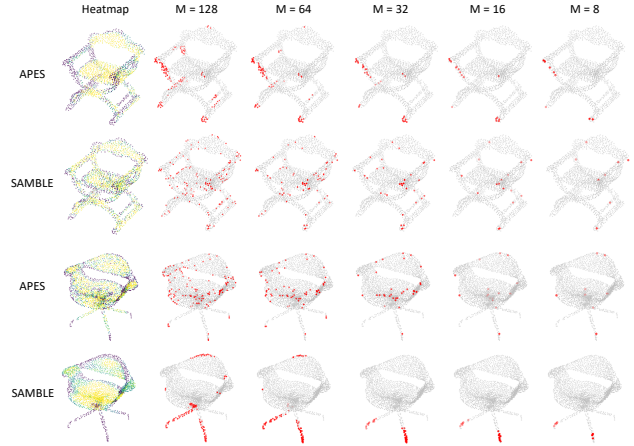 Heatmap M = 128 M = 64 M = 32 M = 16 M = 8
APES
SAMBLE
APES
SAMBLE